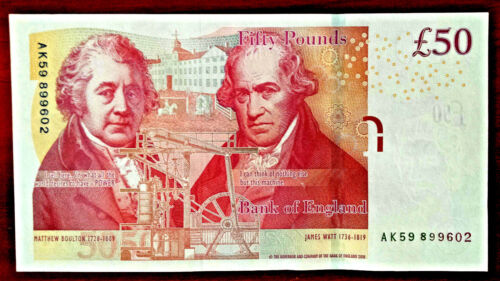 Fifty Pounds
£50
AK59 899602
I sell here, Sir, what all the
world desires to have – POWER
I can think of nothing else
but this machine.
Bank of England
AK59 899602
MATTHEW BOULTON 1728-1809
JAMES WATT 1736-1819
50
© THE GOVERNOR AND COMPANY OF THE BANK OF ENGLAND 2010